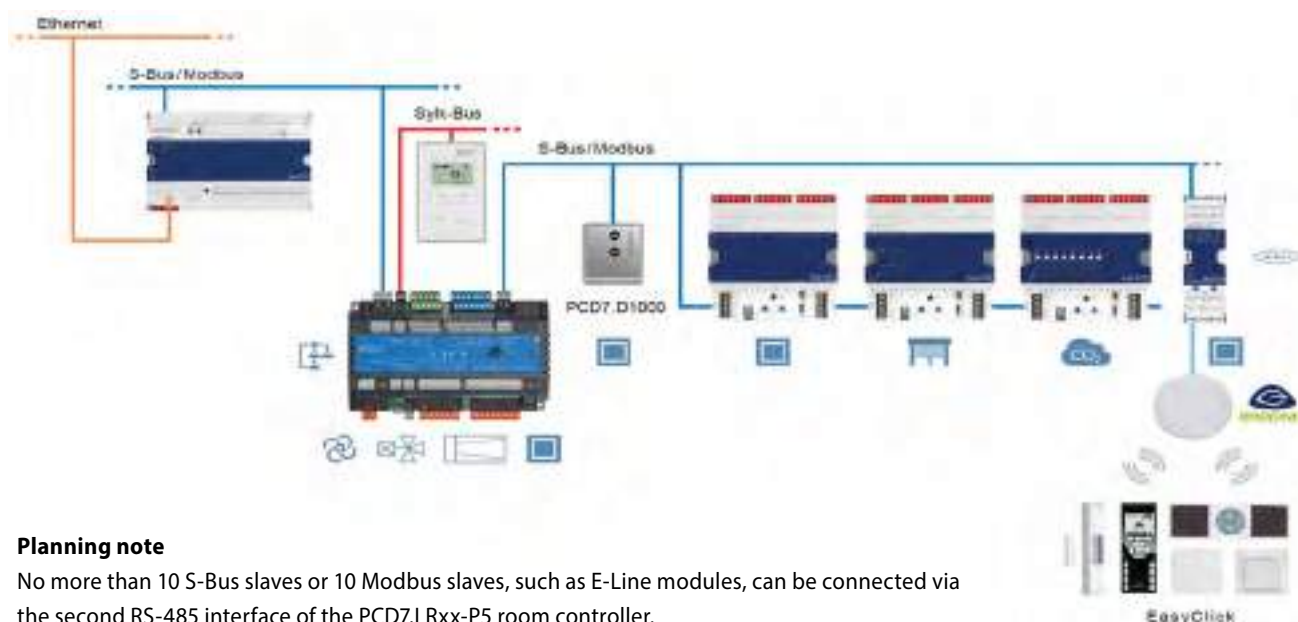 Ethernet
S-Bus/Modbus
Sylk-Bus
S-Bus/Modbus
PCD7.D1000
CO₂
EasyClick
Planning note
No more than 10 S-Bus slaves or 10 Modbus slaves, such as E-Line modules, can be connected via
the second RS-485 interface of the PCD7.LRxx-P5 room controller.